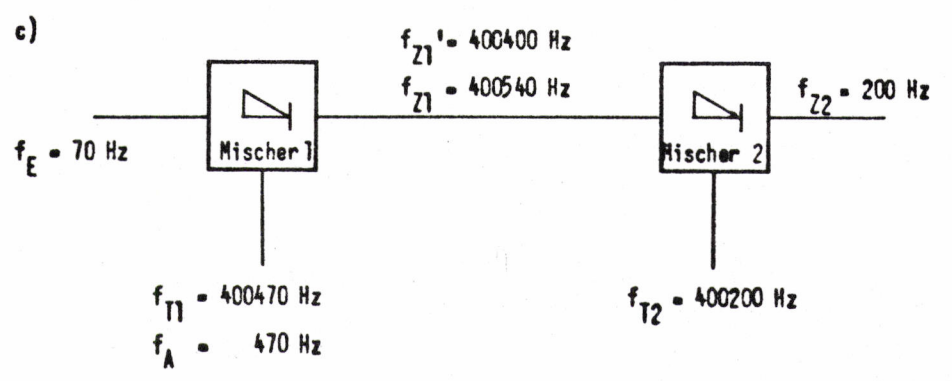 c)
f_Z1' = 400400 Hz
f_Z1 = 400540 Hz
f_Z2 = 200 Hz
f_E = 70 Hz
Mischer 1
Mischer 2
f_T1 = 400470 Hz
f_A = 470 Hz
f_T2 = 400200 Hz